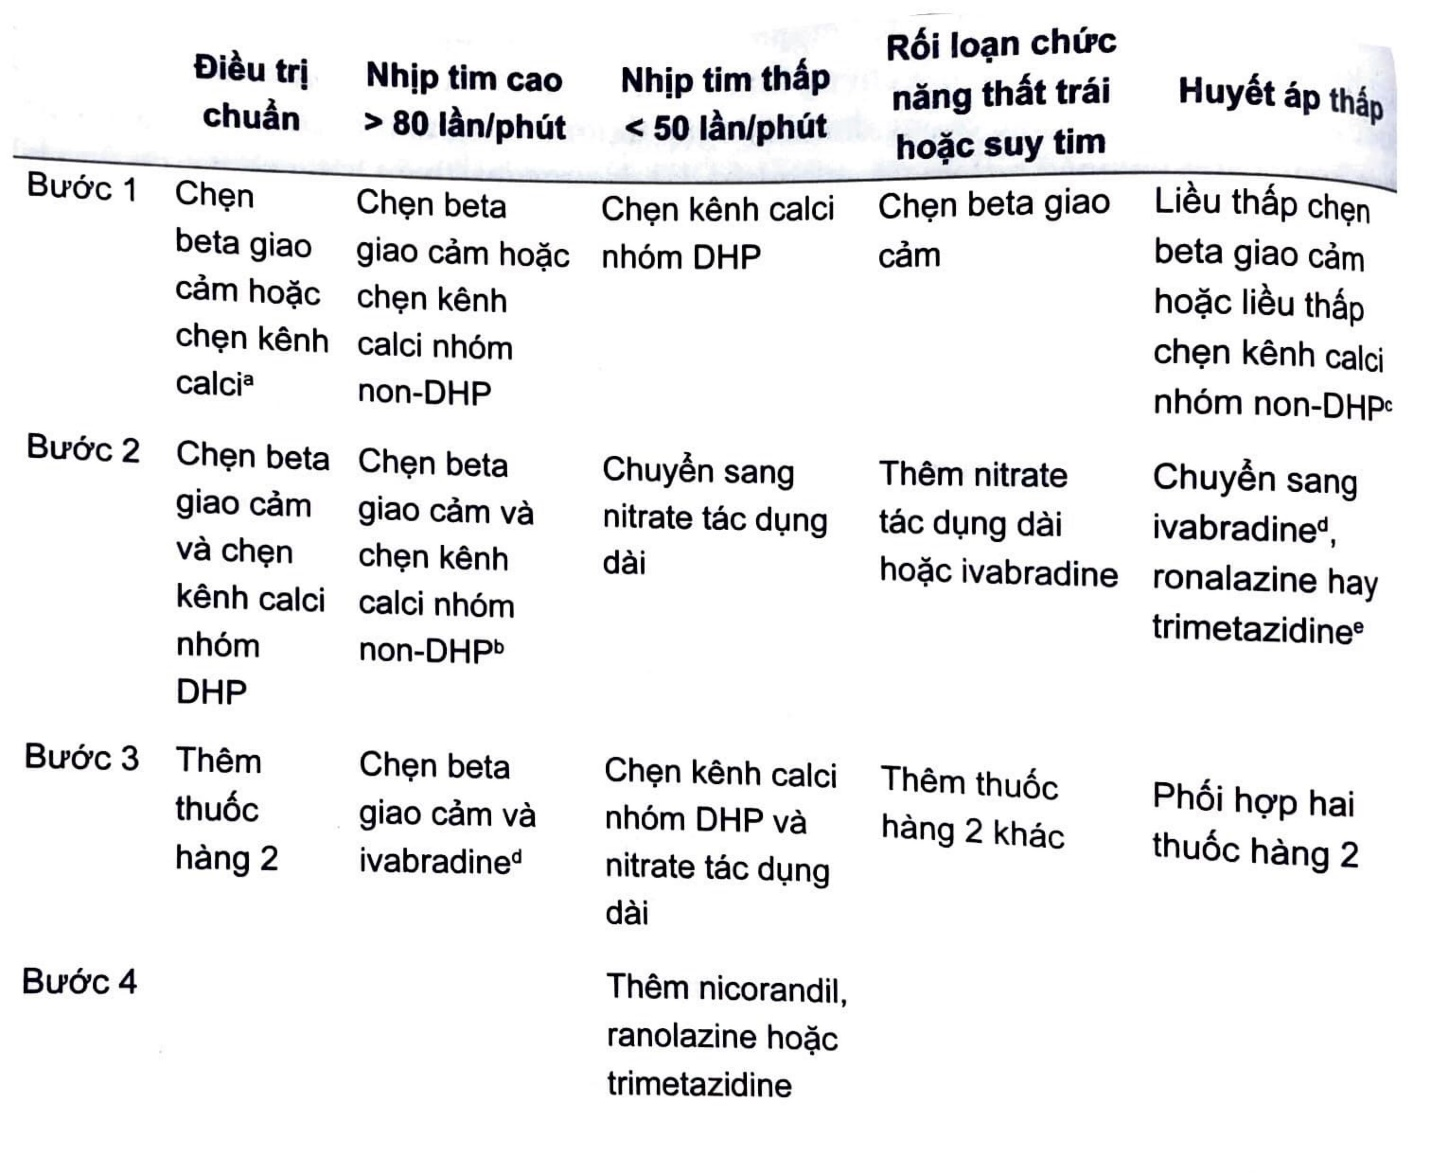 Điều trị
chuẩn
Nhịp tim cao
> 80 lần/phút
Nhịp tim thấp
< 50 lần/phút
Rối loạn chức
năng thất trái
hoặc suy tim
Huyết áp thấp
Bước 1
Chẹn
beta giao
cảm hoặc
chẹn kênh
calciᵃ
Chẹn beta
giao cảm hoặc
chẹn kênh
calci nhóm
non-DHP
Chẹn kênh calci
nhóm DHP
Chẹn beta giao
cảm
Liều thấp chẹn
beta giao cảm
hoặc liều thấp
chẹn kênh calci
nhóm non-DHPᶜ
Bước 2
Chẹn beta
giao cảm
và chẹn
kênh calci
nhóm
DHP
Chẹn beta
giao cảm và
chẹn kênh
calci nhóm
non-DHPᵇ
Chuyển sang
nitrate tác dụng
dài
Thêm nitrate
tác dụng dài
hoặc ivabradine
Chuyển sang
ivabradineᵈ,
ronalazine hay
trimetazidineᵉ
Bước 3
Thêm
thuốc
hàng 2
Chẹn beta
giao cảm và
ivabradineᵈ
Chẹn kênh calci
nhóm DHP và
nitrate tác dụng
dài
Thêm thuốc
hàng 2 khác
Phối hợp hai
thuốc hàng 2
Bước 4
Thêm nicorandil,
ranolazine hoặc
trimetazidine